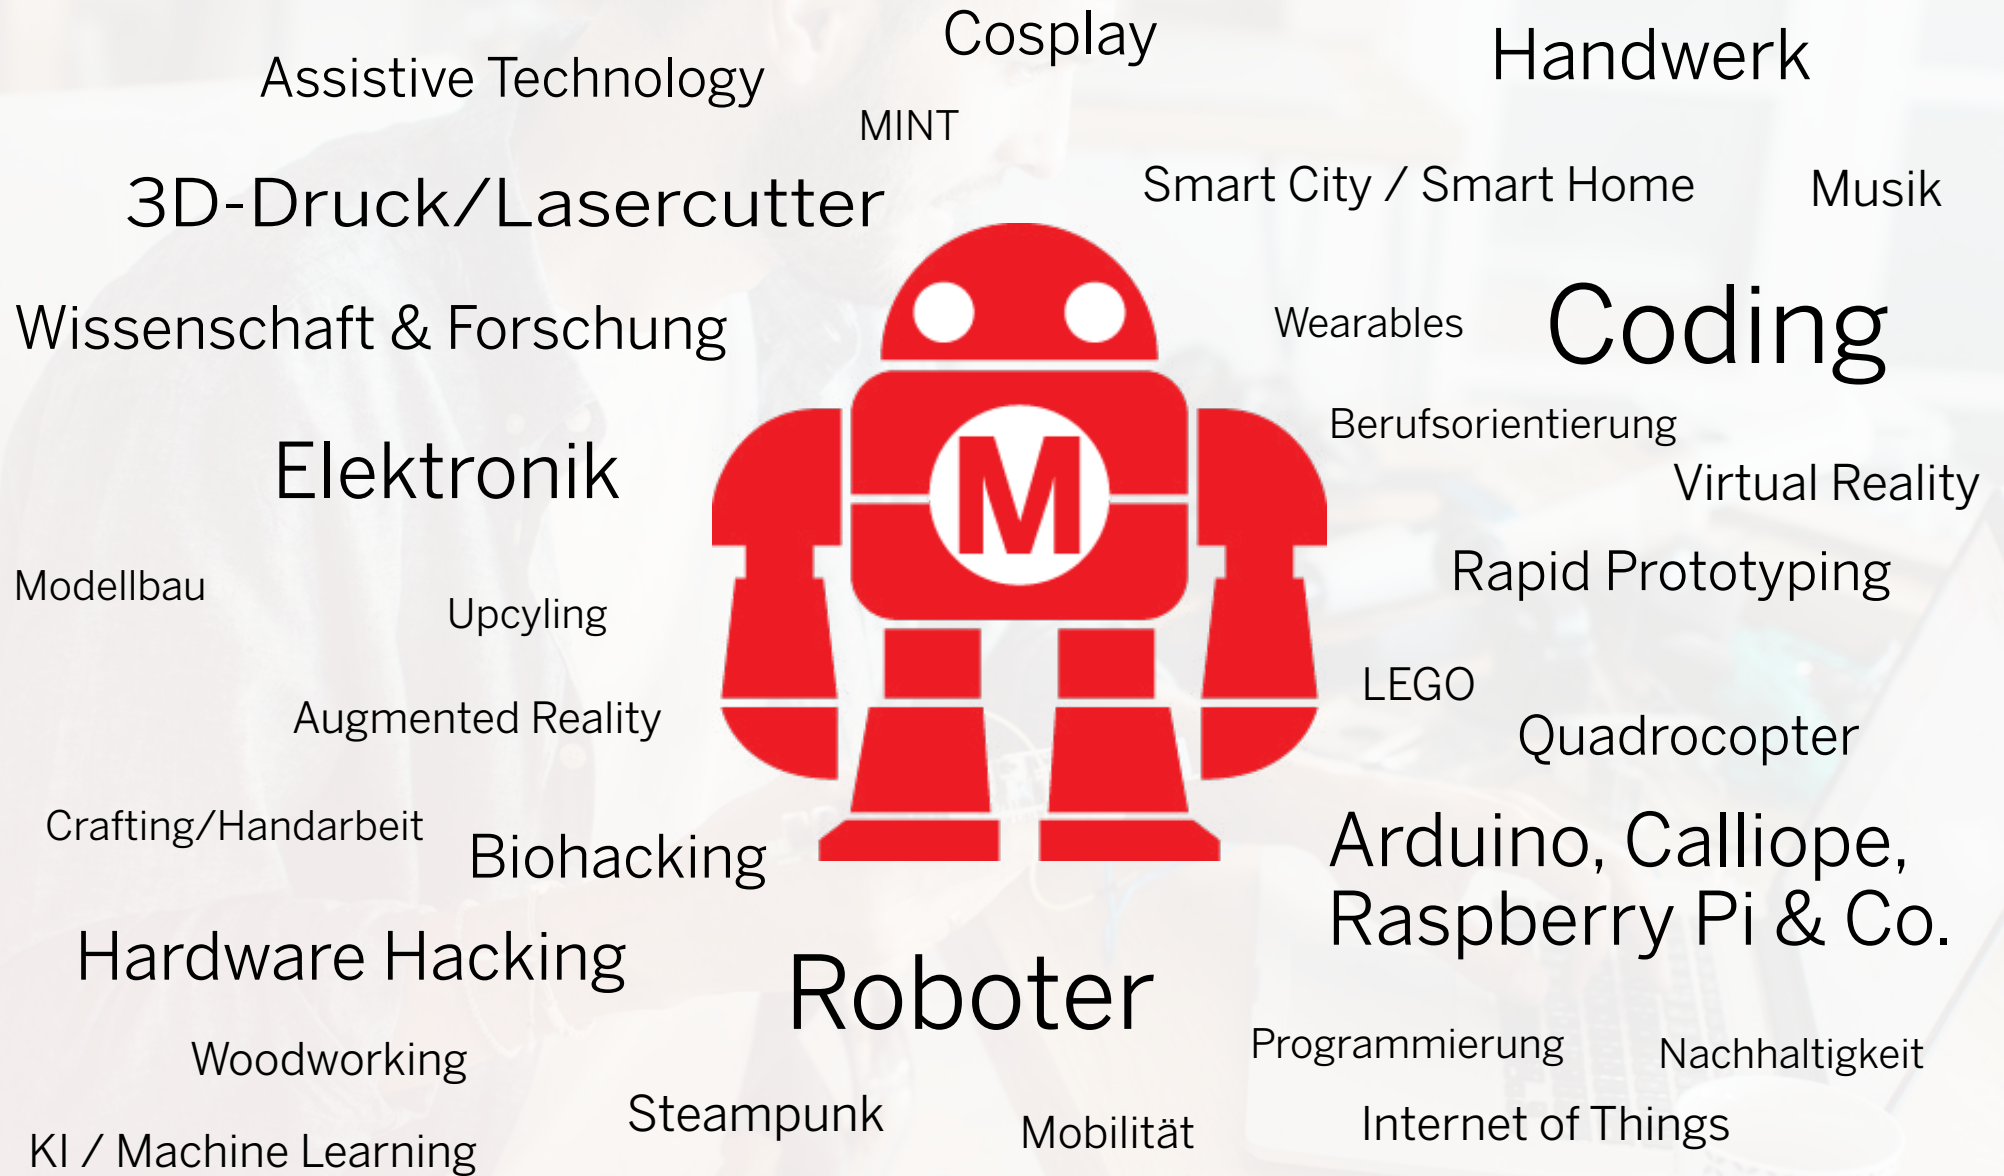 Cosplay
Handwerk
Assistive Technology
MINT
Smart City / Smart Home
Musik
3D-Druck/Lasercutter
Wissenschaft & Forschung
Wearables
Coding
Berufsorientierung
Elektronik
Virtual Reality
M
Modellbau
Upcyling
Rapid Prototyping
LEGO
Augmented Reality
Quadrocopter
Crafting/Handarbeit
Biohacking
Arduino, Calliope,
Raspberry Pi & Co.
Hardware Hacking
Roboter
Woodworking
Programmierung
Nachhaltigkeit
Steampunk
Mobilität
Internet of Things
KI / Machine Learning